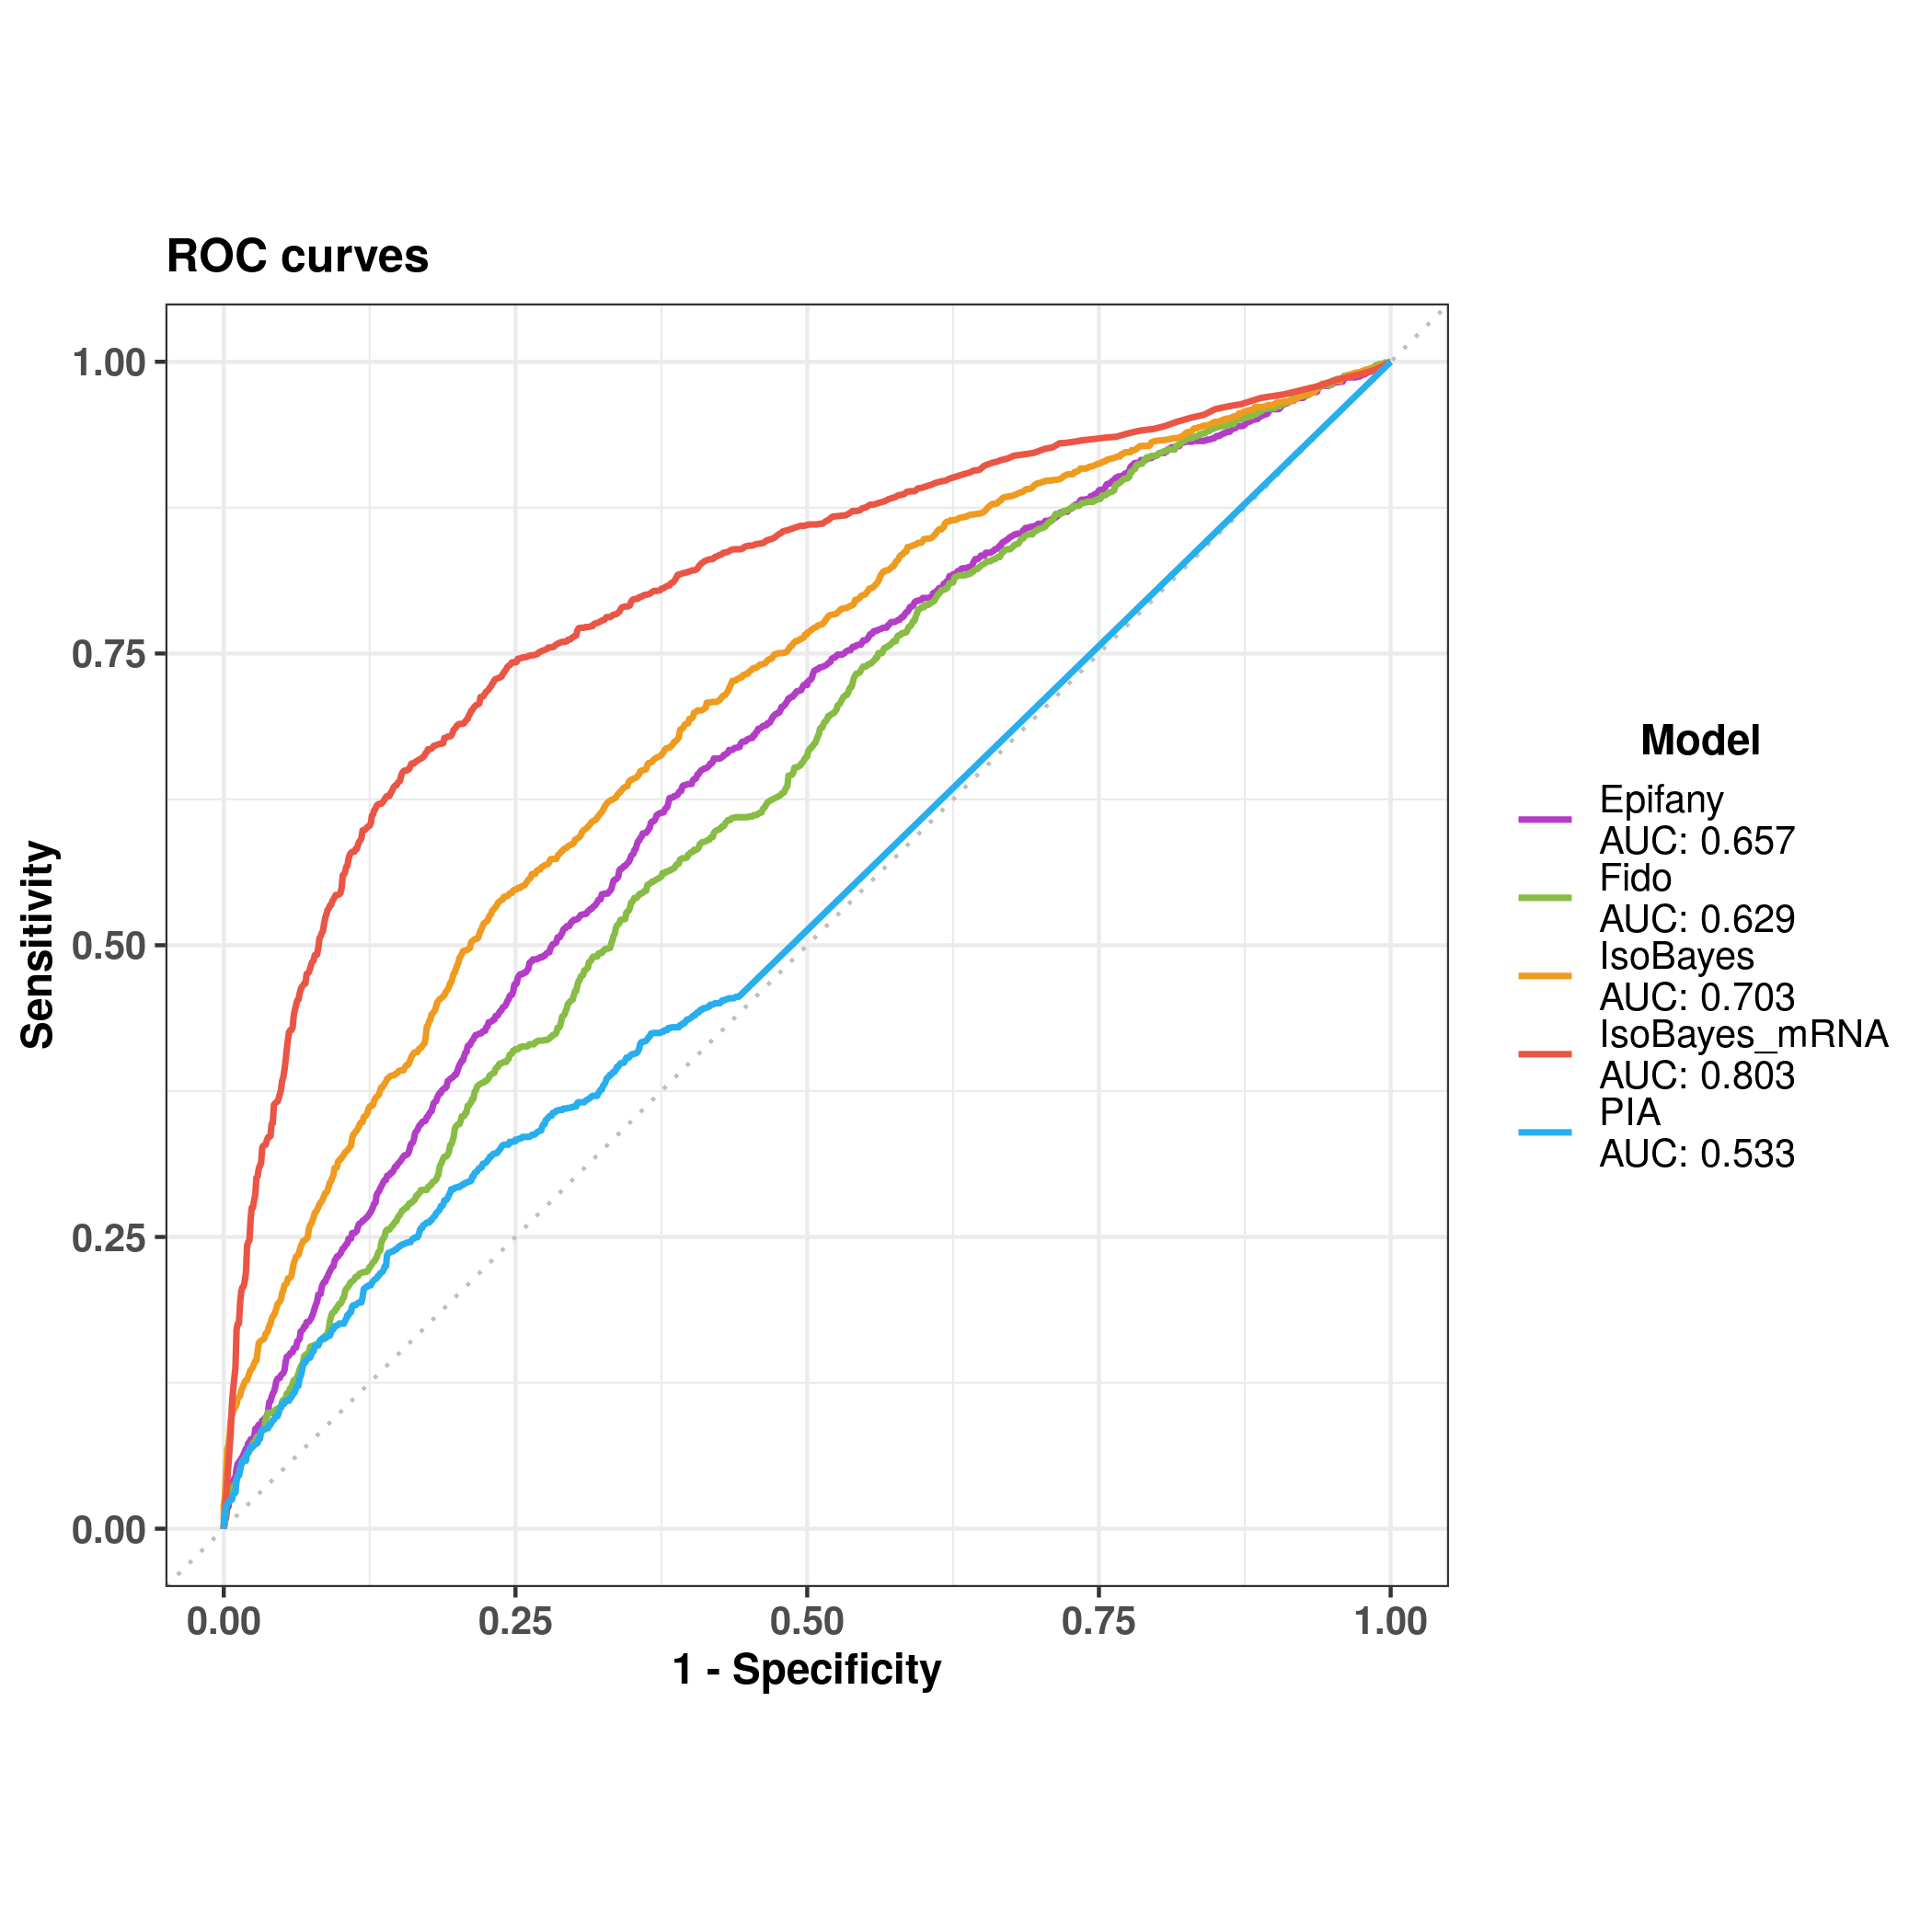 ROC curves
1.00
0.75
0.50
0.25
0.00
Sensitivity
0.00 0.25 0.50 0.75 1.00
1 - Specificity
Model
Epifany
AUC: 0.657
Fido
AUC: 0.629
IsoBayes
AUC: 0.703
IsoBayes_mRNA
AUC: 0.803
PIA
AUC: 0.533